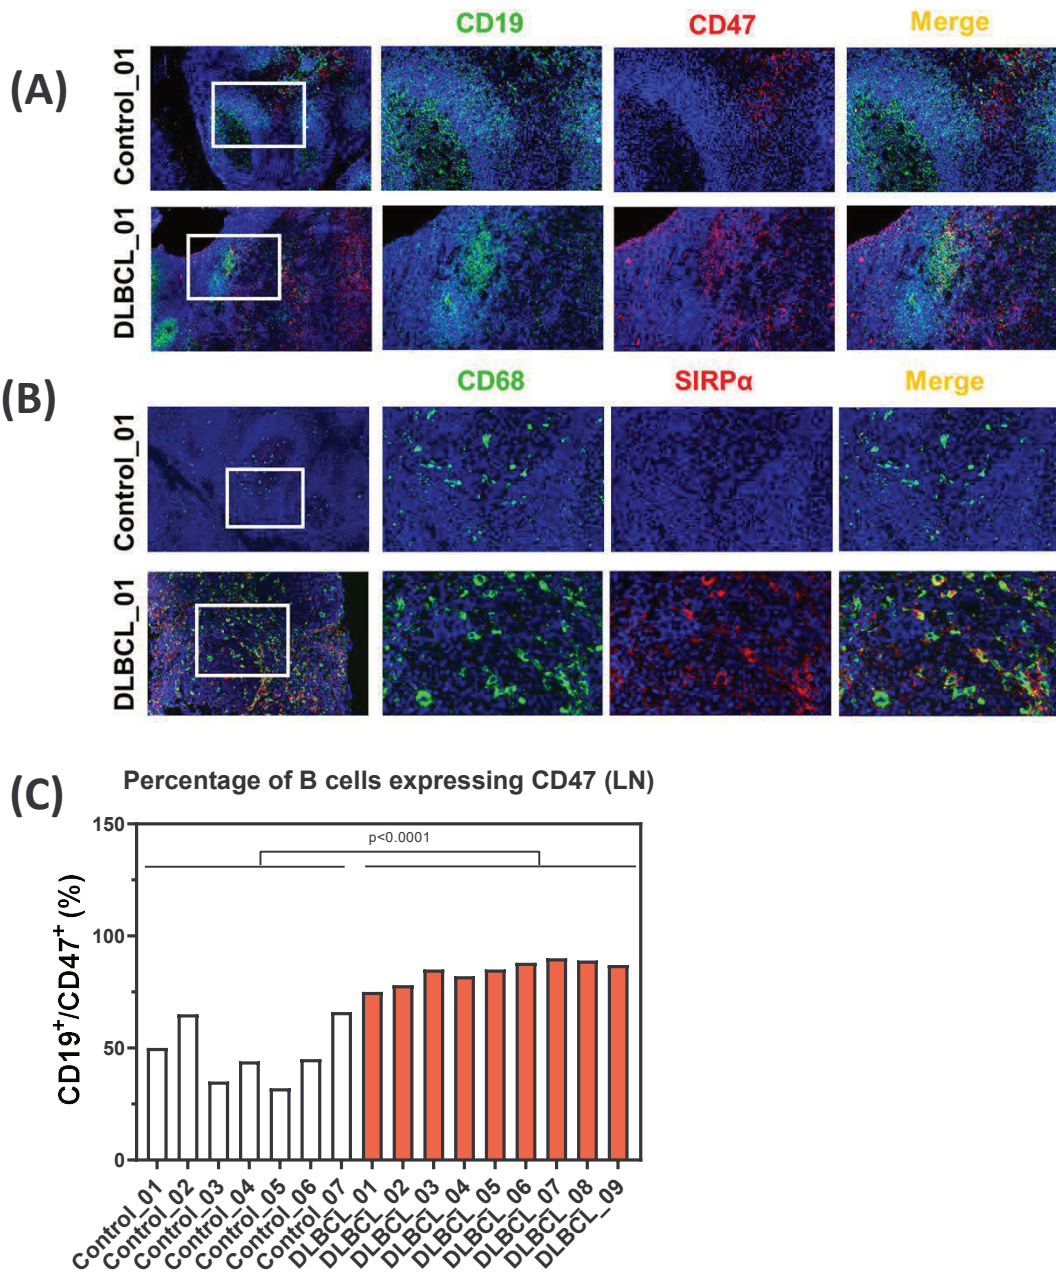 CD19 CD47 Merge
(A)
Control_01
DLBCL_01
(B)
CD68 SIRPα Merge
Control_01
DLBCL_01
(C)
Percentage of B cells expressing CD47 (LN)
CD19⁺/CD47⁺ (%)
150
100
50
0
p<0.0001
Control_01
Control_02
Control_03
Control_04
Control_05
Control_06
Control_07
DLBCL_01
DLBCL_02
DLBCL_03
DLBCL_04
DLBCL_05
DLBCL_06
DLBCL_07
DLBCL_08
DLBCL_09